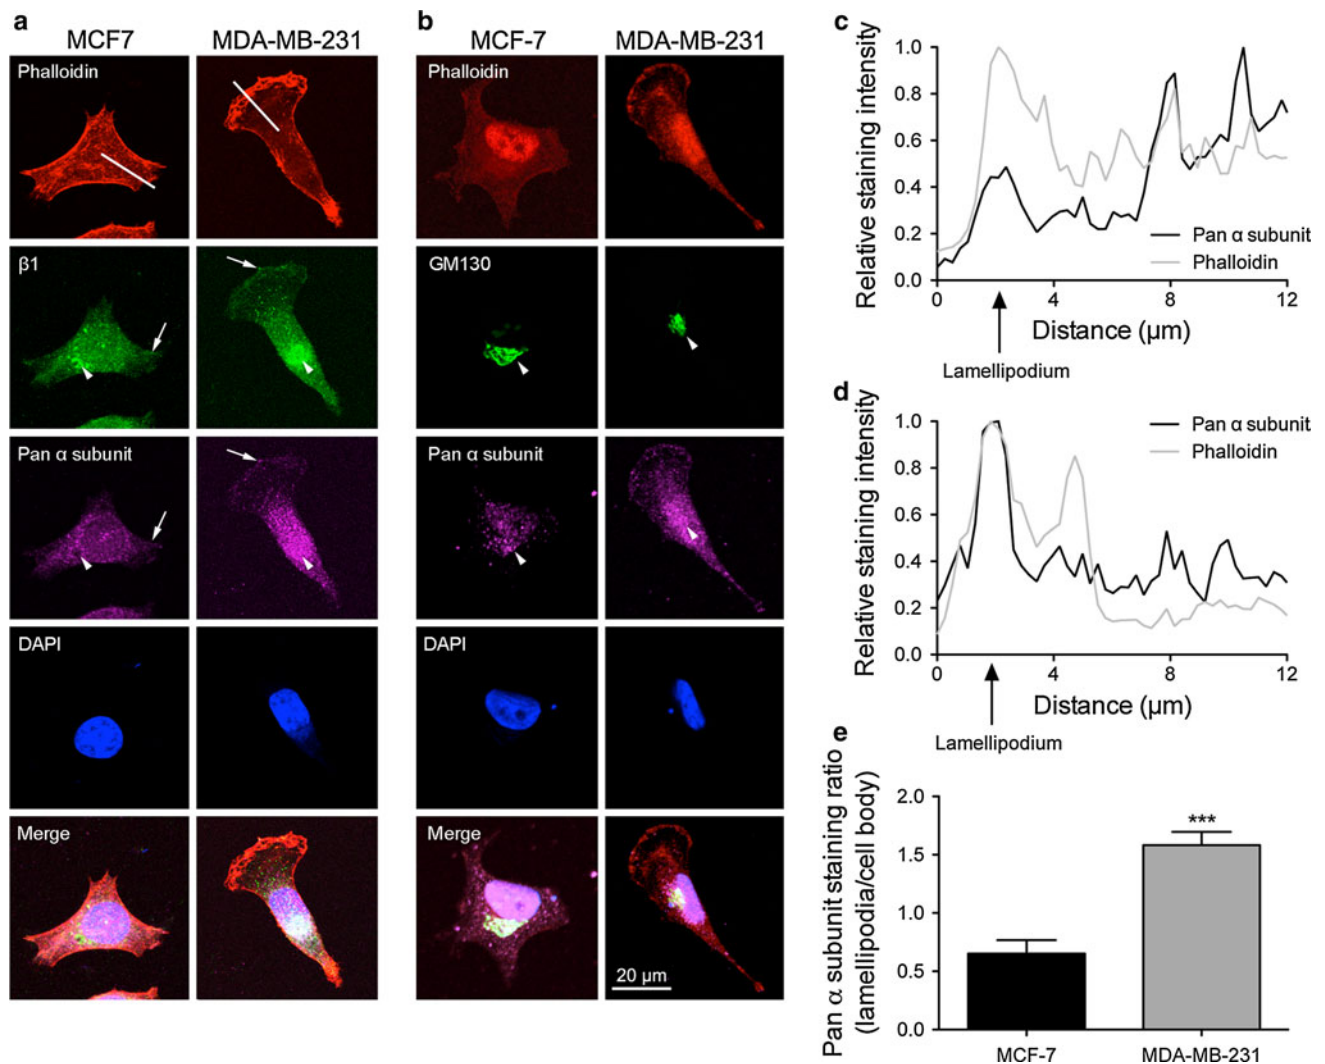 a
MCF7
MDA-MB-231
Phalloidin
β1
Pan α subunit
DAPI
Merge
b
MCF-7
MDA-MB-231
Phalloidin
GM130
Pan α subunit
DAPI
Merge
20 µm
c
Relative staining intensity
1.0
0.8
0.6
0.4
0.2
0.0
Pan α subunit
Phalloidin
0
4
8
12
Distance (µm)
Lamellipodium
d
Relative staining intensity
1.0
0.8
0.6
0.4
0.2
0.0
Pan α subunit
Phalloidin
0
4
8
12
Distance (µm)
Lamellipodium
e
Pan α subunit staining ratio
(lamellipodia/cell body)
2.0
1.5
1.0
0.5
0.0
***
MCF-7
MDA-MB-231